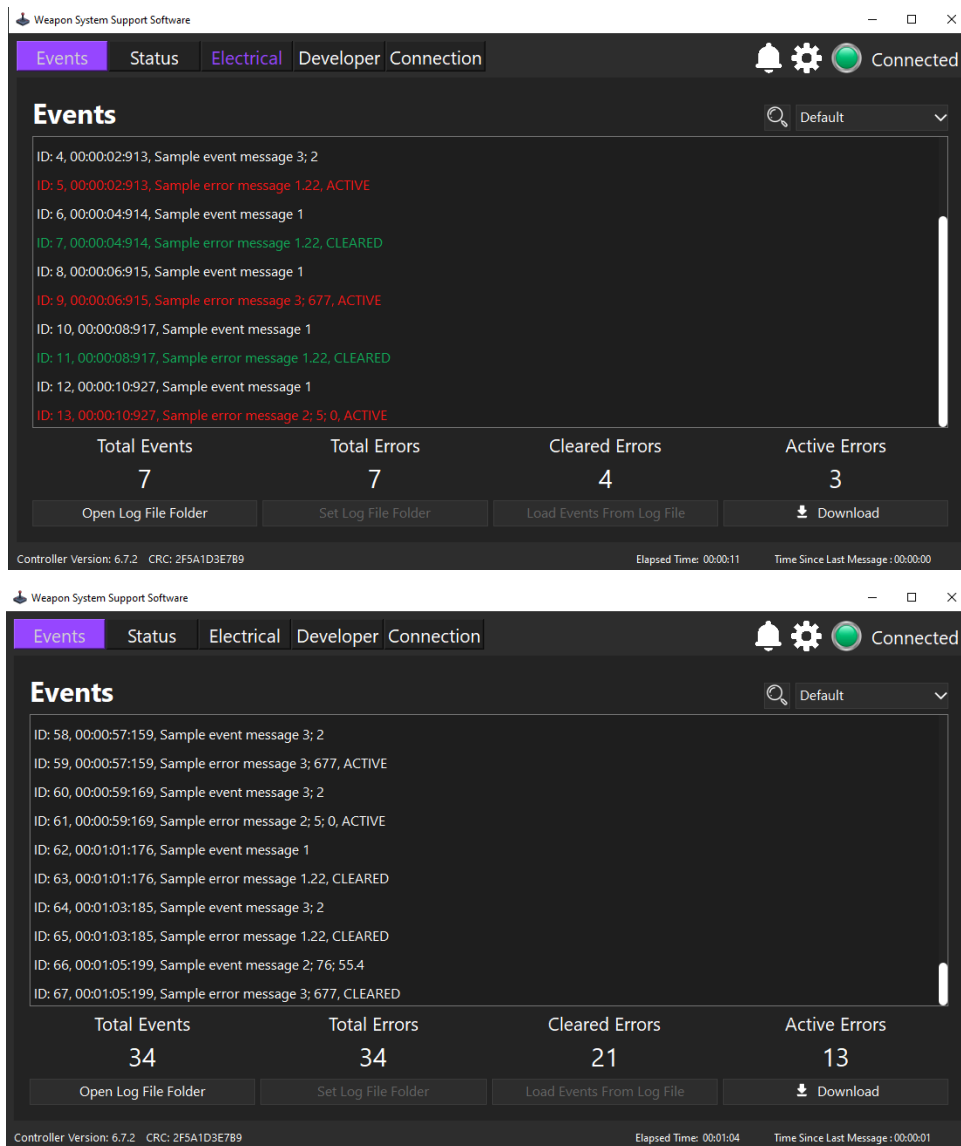 Weapon System Support Software
Events Status Electrical Developer Connection Connected
Events Default
ID: 4, 00:00:02:913, Sample event message 3; 2
ID: 5, 00:00:02:913, Sample error message 1.22, ACTIVE
ID: 6, 00:00:04:914, Sample event message 1
ID: 7, 00:00:04:914, Sample error message 1.22, CLEARED
ID: 8, 00:00:06:915, Sample event message 1
ID: 9, 00:00:06:915, Sample error message 3; 677, ACTIVE
ID: 10, 00:00:08:917, Sample event message 1
ID: 11, 00:00:08:917, Sample error message 1.22, CLEARED
ID: 12, 00:00:10:927, Sample event message 1
ID: 13, 00:00:10:927, Sample error message 2; 5; 0, ACTIVE
Total Events Total Errors Cleared Errors Active Errors
7 7 4 3
Open Log File Folder Set Log File Folder Load Events From Log File Download
Controller Version: 6.7.2 CRC: 2F5A1D3E7B9 Elapsed Time: 00:00:11 Time Since Last Message : 00:00:00
Weapon System Support Software
Events Status Electrical Developer Connection Connected
Events Default
ID: 58, 00:00:57:159, Sample event message 3; 2
ID: 59, 00:00:57:159, Sample error message 3; 677, ACTIVE
ID: 60, 00:00:59:169, Sample event message 3; 2
ID: 61, 00:00:59:169, Sample error message 2; 5; 0, ACTIVE
ID: 62, 00:01:01:176, Sample event message 1
ID: 63, 00:01:01:176, Sample error message 1.22, CLEARED
ID: 64, 00:01:03:185, Sample event message 3; 2
ID: 65, 00:01:03:185, Sample error message 1.22, CLEARED
ID: 66, 00:01:05:199, Sample event message 2; 76; 55.4
ID: 67, 00:01:05:199, Sample error message 3; 677, CLEARED
Total Events Total Errors Cleared Errors Active Errors
34 34 21 13
Open Log File Folder Set Log File Folder Load Events From Log File Download
Controller Version: 6.7.2 CRC: 2F5A1D3E7B9 Elapsed Time: 00:01:04 Time Since Last Message : 00:00:01